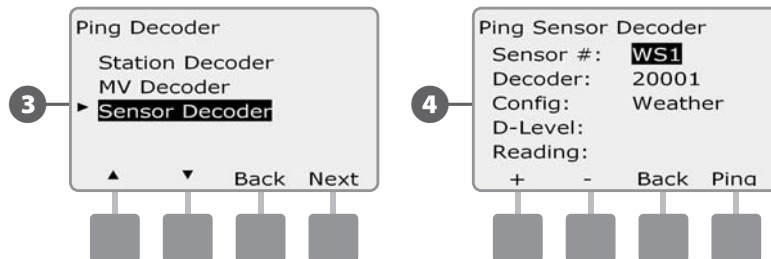 Ping Decoder
Station Decoder
MV Decoder
► Sensor Decoder
▲ ▼ Back Next
3
Ping Sensor Decoder
Sensor #: WS1
Decoder: 20001
Config: Weather
D-Level:
Reading:
+ - Back Ping
4